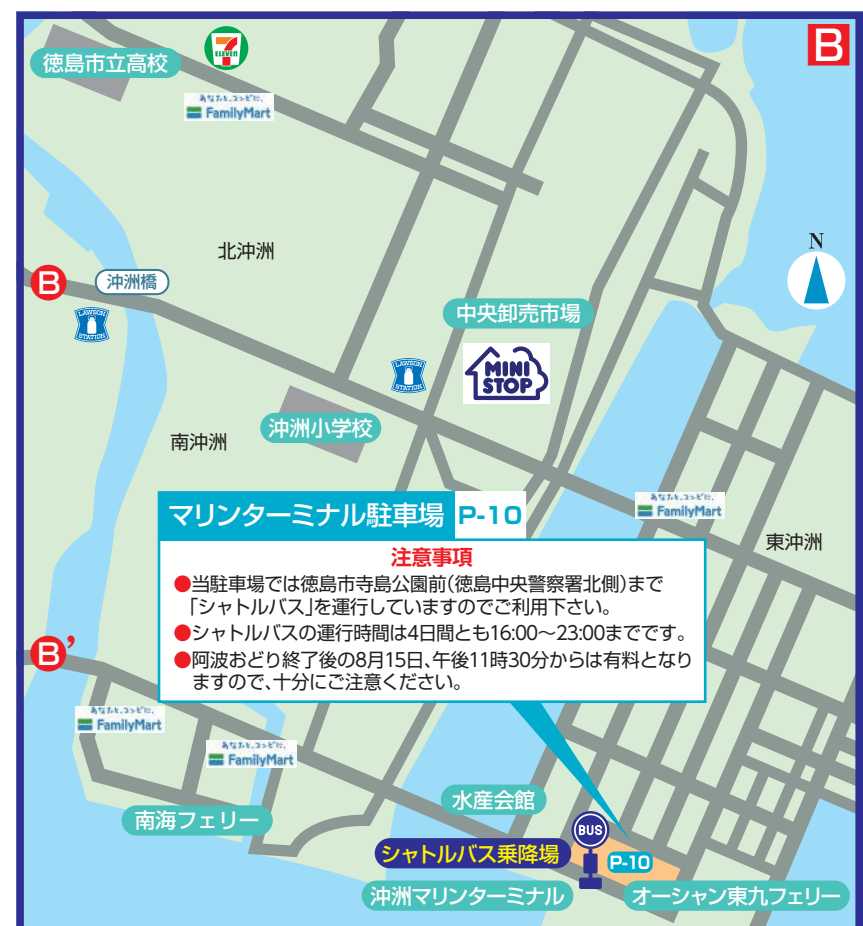 B
徳島市立高校
7
ELEVEN
あなたと、コンビに、
FamilyMart
北沖洲
N
B
沖洲橋
LAWSON
STATION
中央卸売市場
LAWSON
STATION
MINI
STOP
沖洲小学校
南沖洲
あなたと、コンビに、
FamilyMart
東沖洲
マリンターミナル駐車場 P-10
注意事項
●当駐車場では徳島市寺島公園前(徳島中央警察署北側)まで
「シャトルバス」を運行していますのでご利用下さい。
●シャトルバスの運行時間は4日間とも16:00〜23:00までです。
●阿波おどり終了後の8月15日、午後11時30分からは有料となり
ますので、十分にご注意ください。
B’
あなたと、コンビに、
FamilyMart
あなたと、コンビに、
FamilyMart
南海フェリー
水産会館
BUS
シャトルバス乗降場
P-10
沖洲マリンターミナル
オーシャン東九フェリー